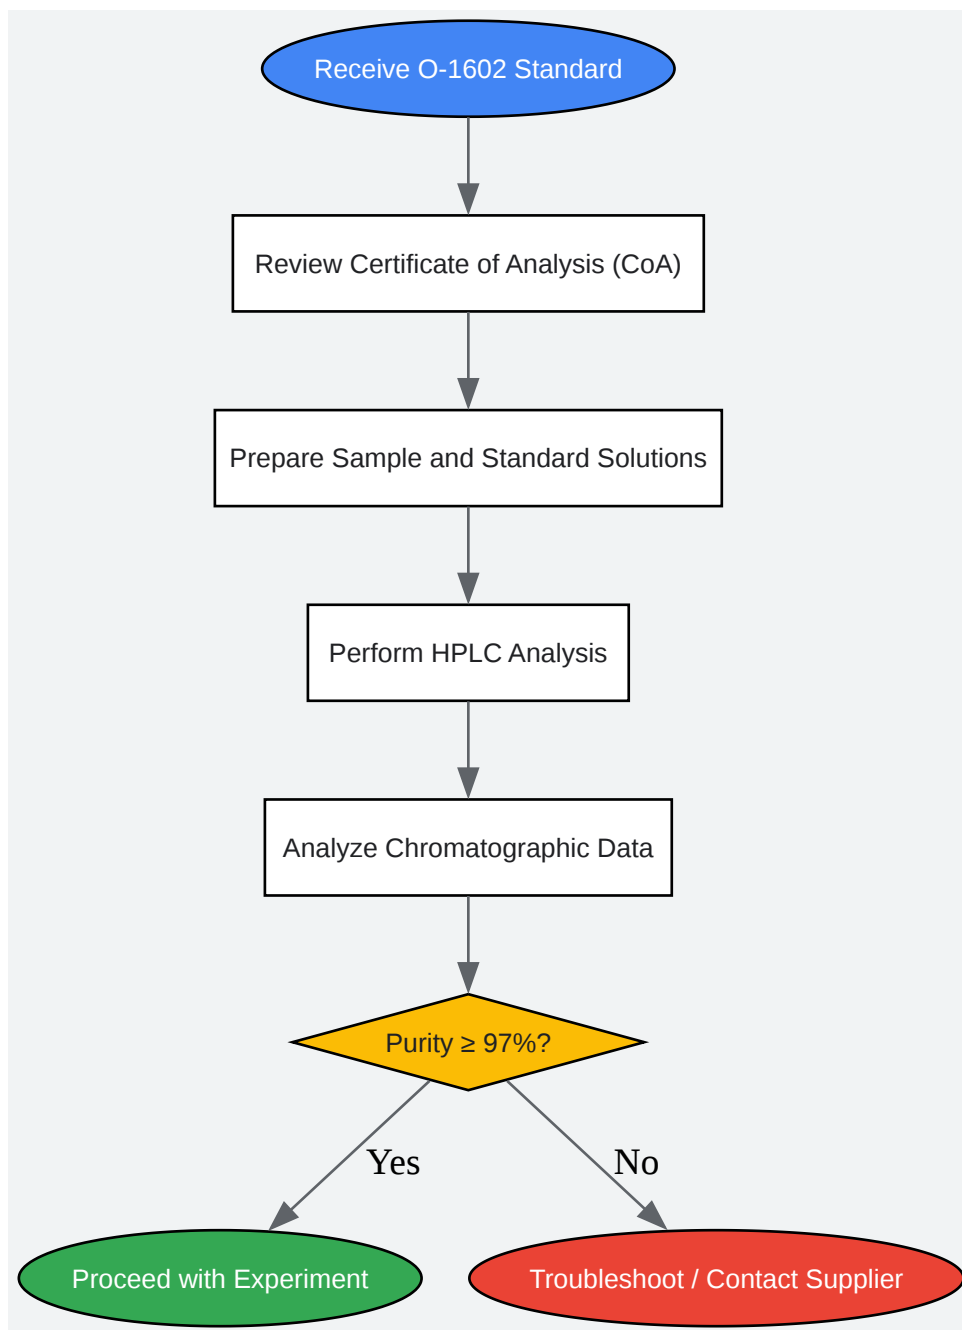 Receive O-1602 Standard
Review Certificate of Analysis (CoA)
Prepare Sample and Standard Solutions
Perform HPLC Analysis
Analyze Chromatographic Data
Purity ≥ 97%?
Yes
No
Proceed with Experiment
Troubleshoot / Contact Supplier